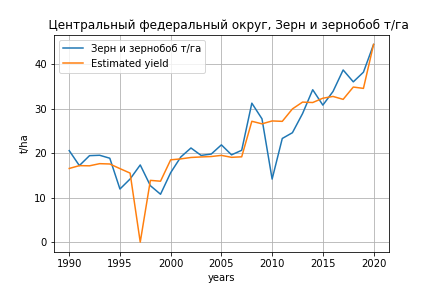 Центральный федеральный округ, Зерн и зернобоб т/га
Зерн и зернобоб т/га
Estimated yield
t/ha
40
30
20
10
0
1990 1995 2000 2005 2010 2015 2020
years